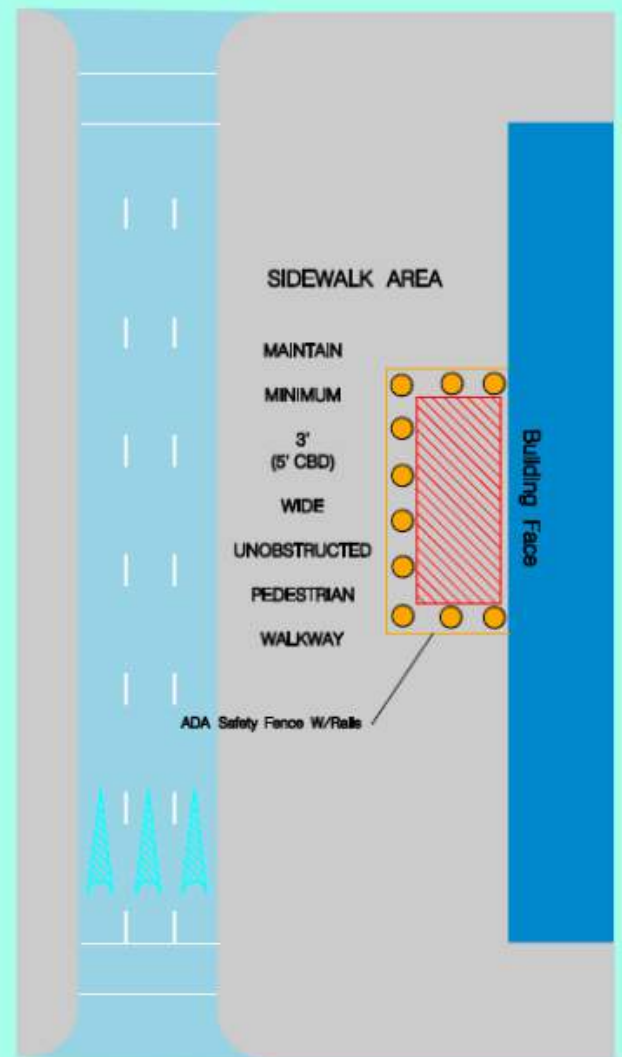 SIDEWALK AREA
MAINTAIN
MINIMUM
3'
(5' CBD)
WIDE
UNOBSTRUCTED
PEDESTRIAN
WALKWAY
Building Face
ADA Safety Fence W/Rails